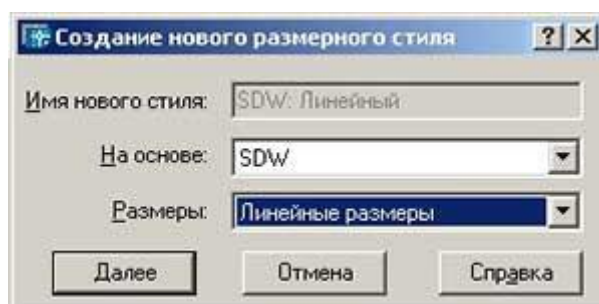 Создание нового размерного стиля
Имя нового стиля: SDW: Линейный
На основе: SDW
Размеры: Линейные размеры
Далее Отмена Справка